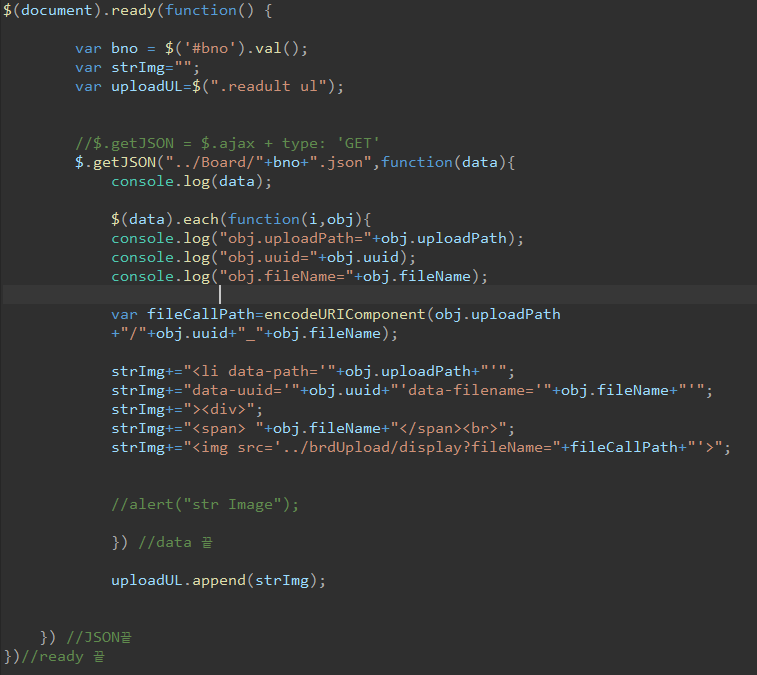 $(document).ready(function() {
var bno = $('#bno').val();
var strImg="";
var uploadUL=$(".readult ul");
//$.getJSON = $.ajax + type: 'GET'
$.getJSON("../Board/"+bno+".json",function(data){
console.log(data);
$(data).each(function(i,obj){
console.log("obj.uploadPath="+obj.uploadPath);
console.log("obj.uuid="+obj.uuid);
console.log("obj.fileName="+obj.fileName);
var fileCallPath=encodeURIComponent(obj.uploadPath
+"/"+obj.uuid+"_"+obj.fileName);
strImg+="<li data-path='"+obj.uploadPath+"'";
strImg+="data-uuid='"+obj.uuid+"'data-filename='"+obj.fileName+"'";
strImg+="><div>";
strImg+="<span> "+obj.fileName+"</span><br>";
strImg+="<img src='../brdUpload/display?fileName="+fileCallPath+"'>";
//alert("str Image");
}) //data 끝
uploadUL.append(strImg);
}) //JSON끝
})//ready 끝